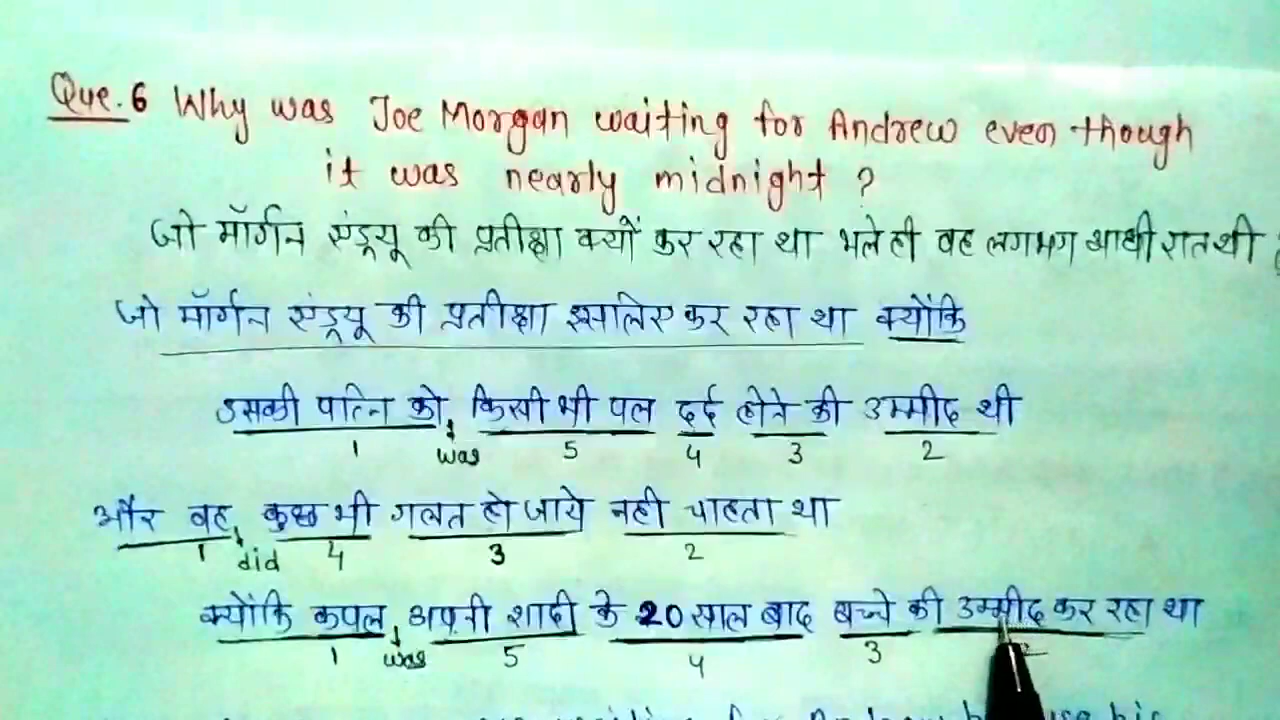 Que. 6 Why was Joe Morgan waiting for Andrew even though
it was nearly midnight ?
जो मॉर्गन एंड्र्यू की प्रतीक्षा क्यों कर रहा था भले ही वह लगभग आधी रात थी
जो मॉर्गन एंड्र्यू की प्रतीक्षा इसलिए कर रहा था क्योंकि
उसकी पत्नि को, किसी भी पल दर्द होने की उम्मीद थी
1 was 5 4 3 2
और वह, कुछ भी गलत हो जाये नही चाहता था
1 did 4 3 2
क्योंकि कपल, अपनी शादी के 20 साल बाद बच्चे की उम्मीद कर रहा था
1 was 5 4 3
waiting for Andrew